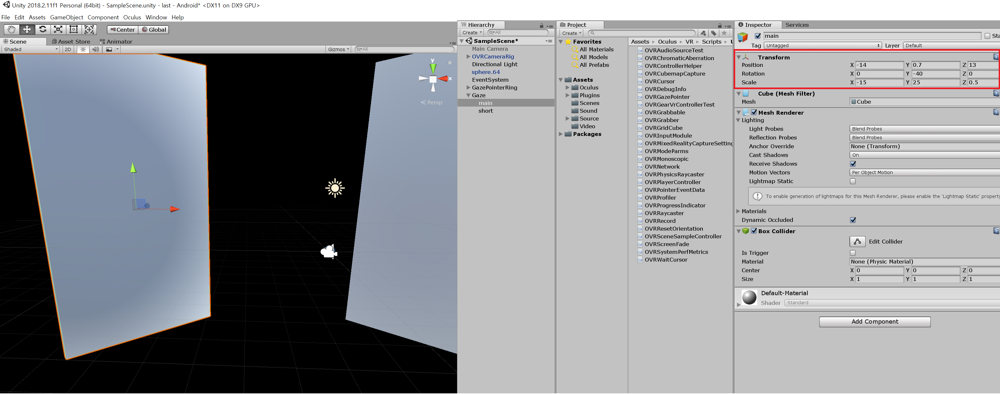 Unity 2018.2.11f1 Personal (64bit) - SampleScene.unity - last - Android* <DX11 on DX9 GPU>
File Edit Assets GameObject Component Oculus Window Help
Center Global
Scene Asset Store Animator
Shaded 2D Gizmos All
y
x
Persp
Hierarchy
Create All
SampleScene*
Main Camera
OVRCameraRig
Directional Light
sphere.64
EventSystem
GazePointerRing
Gaze
main
short
Project
Create
Favorites
All Materials
All Models
All Prefabs
Assets
Oculus
Plugins
Scenes
Sound
Source
Video
Packages
Assets Oculus VR Scripts
OVRAudioSourceTest
OVRChromaticAberration
OVRControllerHelper
OVRCubemapCapture
OVRCursor
OVRDebugInfo
OVRGazePointer
OVRGearVrControllerTest
OVRGrabbable
OVRGrabber
OVRGridCube
OVRInputModule
OVRMixedRealityCaptureSetting
OVRModeParms
OVRMonoscopic
OVRNetwork
OVRPhysicsRaycaster
OVRPlayerController
OVRPointerEventData
OVRProfiler
OVRProgressIndicator
OVRRaycaster
OVRRecord
OVRResetOrientation
OVRSceneSampleController
OVRScreenFade
OVRSystemPerfMetrics
OVRWaitCursor
Inspector Services
main Sta
Tag Untagged Layer Default
Transform
Position X -14 Y 0.7 Z 13
Rotation X 0 Y -40 Z 0
Scale X -15 Y 25 Z 0.5
Cube (Mesh Filter)
Mesh Cube
Mesh Renderer
Lighting
Light Probes Blend Probes
Reflection Probes Blend Probes
Anchor Override None (Transform)
Cast Shadows On
Receive Shadows
Motion Vectors Per Object Motion
Lightmap Static
To enable generation of lightmaps for this Mesh Renderer, please enable the 'Lightmap Static' property
Materials
Dynamic Occluded
Box Collider
Edit Collider
Is Trigger
Material None (Physic Material)
Center X 0 Y 0 Z 0
Size X 1 Y 1 Z 1
Default-Material
Shader Standard
Add Component